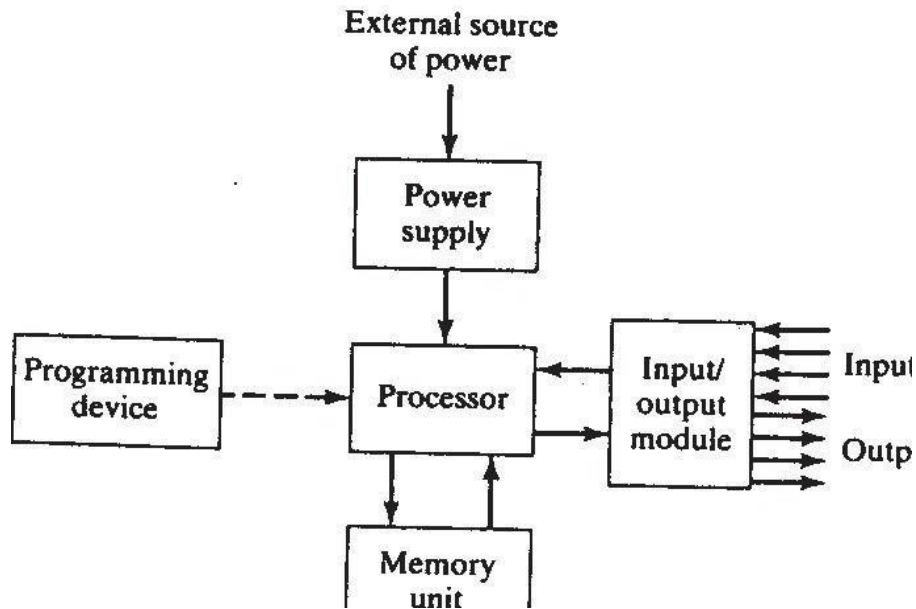 External source
of power
Power
supply
Programming
device
Processor
Input/
output
module
Input
Outp
Memory
unit